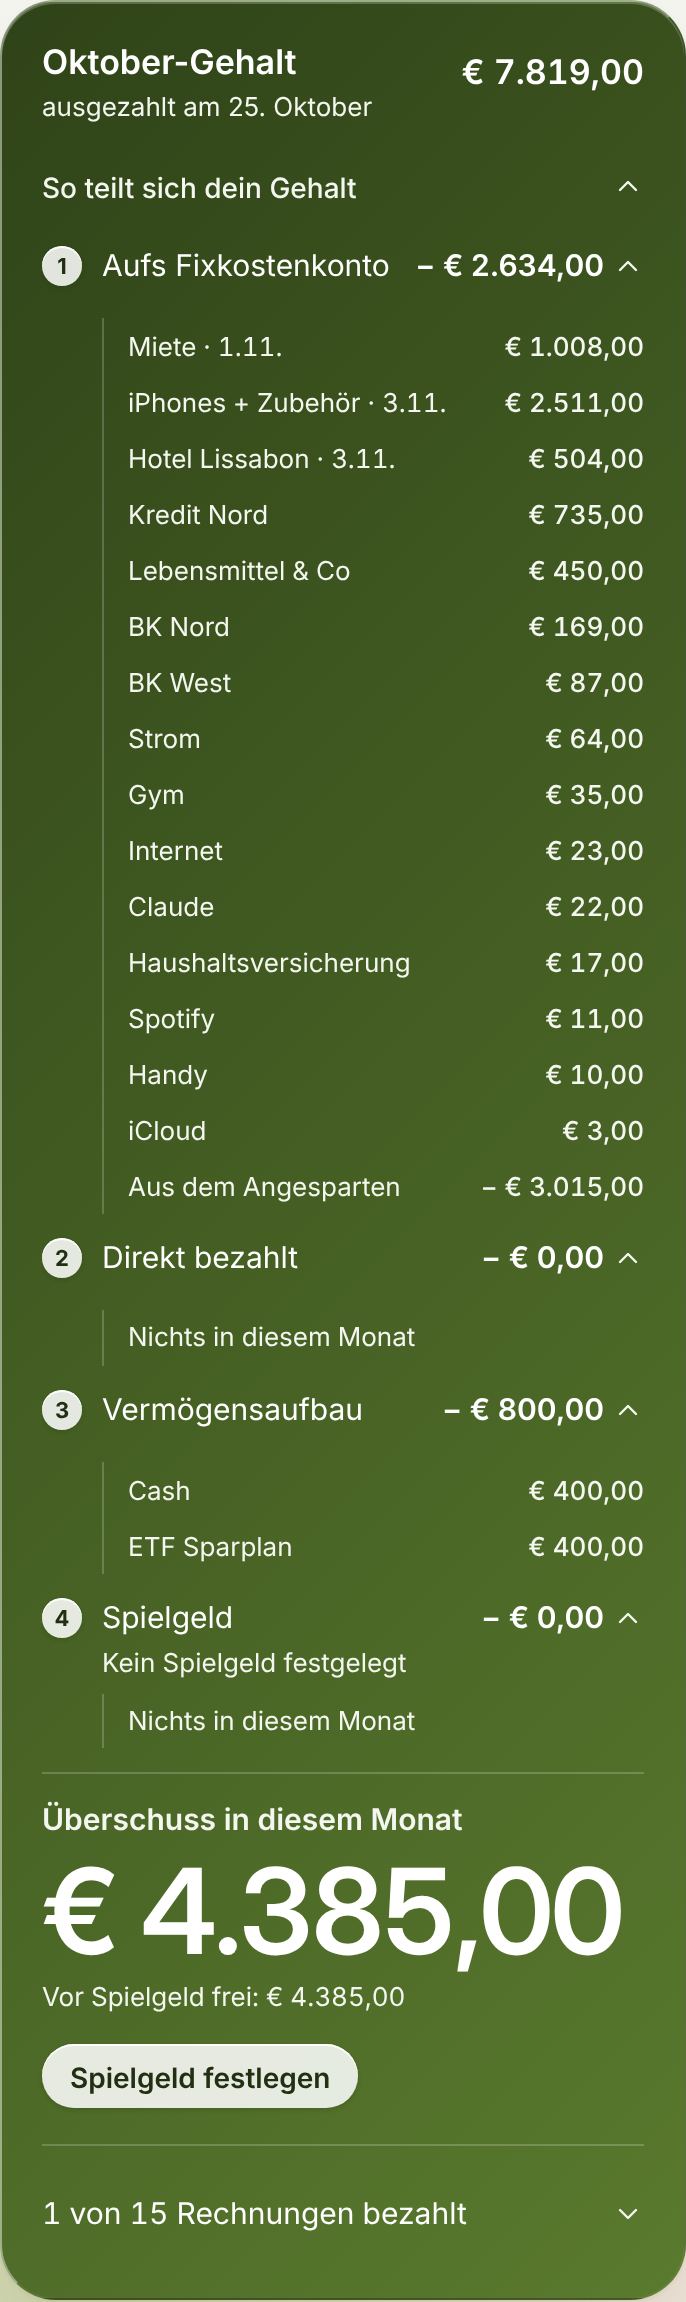 Oktober-Gehalt
€ 7.819,00
ausgezahlt am 25. Oktober
So teilt sich dein Gehalt
1 Aufs Fixkostenkonto – € 2.634,00
Miete · 1.11. € 1.008,00
iPhones + Zubehör · 3.11. € 2.511,00
Hotel Lissabon · 3.11. € 504,00
Kredit Nord € 735,00
Lebensmittel & Co € 450,00
BK Nord € 169,00
BK West € 87,00
Strom € 64,00
Gym € 35,00
Internet € 23,00
Claude € 22,00
Haushaltsversicherung € 17,00
Spotify € 11,00
Handy € 10,00
iCloud € 3,00
Aus dem Angesparten – € 3.015,00
2 Direkt bezahlt – € 0,00
Nichts in diesem Monat
3 Vermögensaufbau – € 800,00
Cash € 400,00
ETF Sparplan € 400,00
4 Spielgeld – € 0,00
Kein Spielgeld festgelegt
Nichts in diesem Monat
Überschuss in diesem Monat
€ 4.385,00
Vor Spielgeld frei: € 4.385,00
Spielgeld festlegen
1 von 15 Rechnungen bezahlt